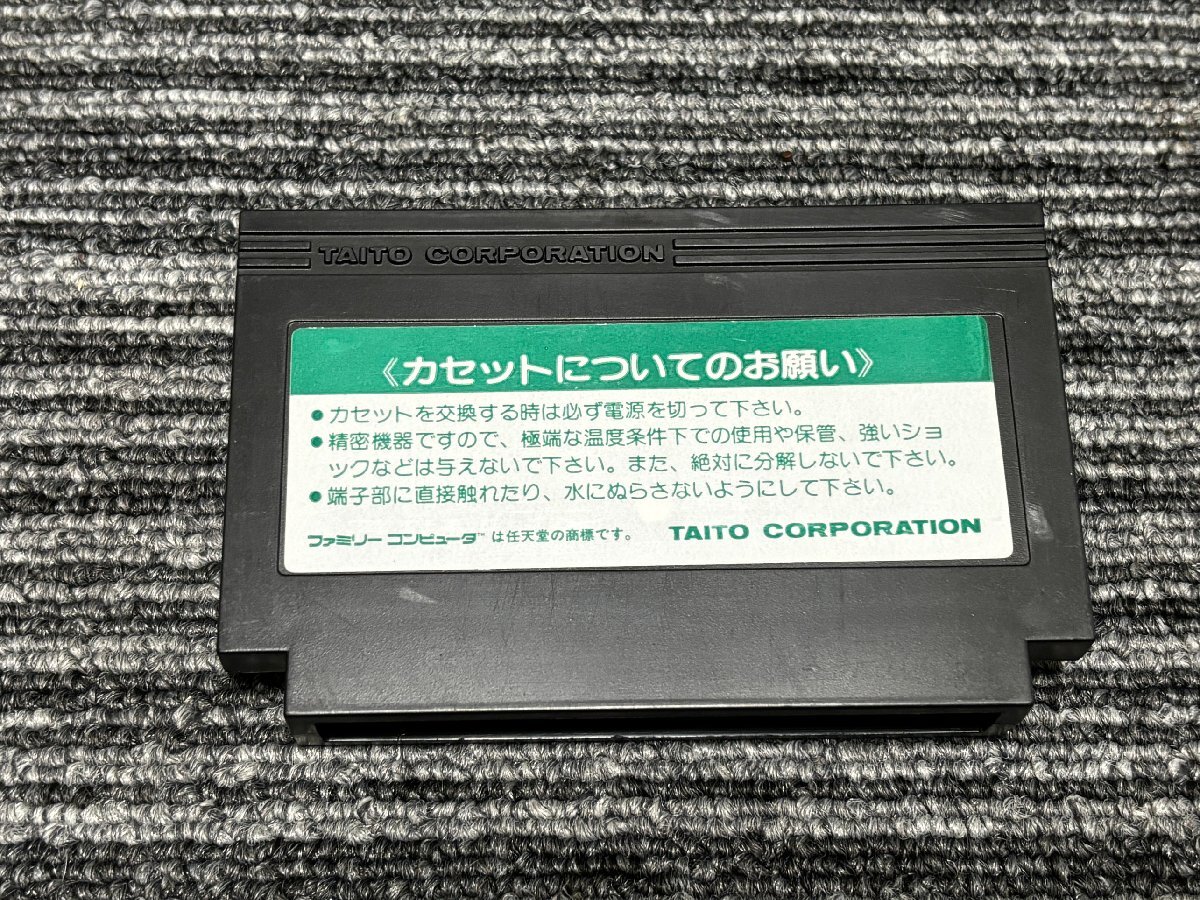 TAITO CORPORATION
《カセットについてのお願い》
●カセットを交換する時は必ず電源を切って下さい。
●精密機器ですので、極端な温度条件下での使用や保管、強いショ
ックなどは与えないで下さい。また、絶対に分解しないで下さい。
●端子部に直接触れたり、水にぬらさないようにして下さい。
ファミリー コンピュータ™ は任天堂の商標です。 TAITO CORPORATION